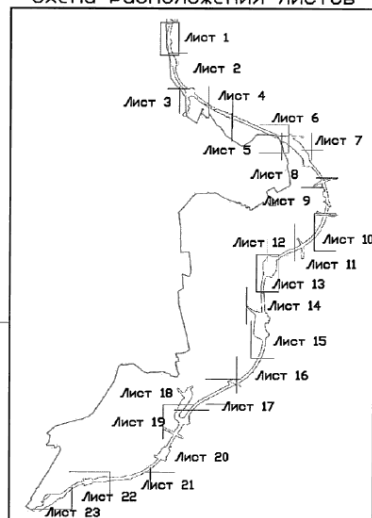 Схема расположения листов
Лист 1
Лист 2
Лист 3
Лист 4
Лист 5
Лист 6
Лист 7
Лист 8
Лист 9
Лист 10
Лист 11
Лист 12
Лист 13
Лист 14
Лист 15
Лист 16
Лист 17
Лист 18
Лист 19
Лист 20
Лист 21
Лист 22
Лист 23